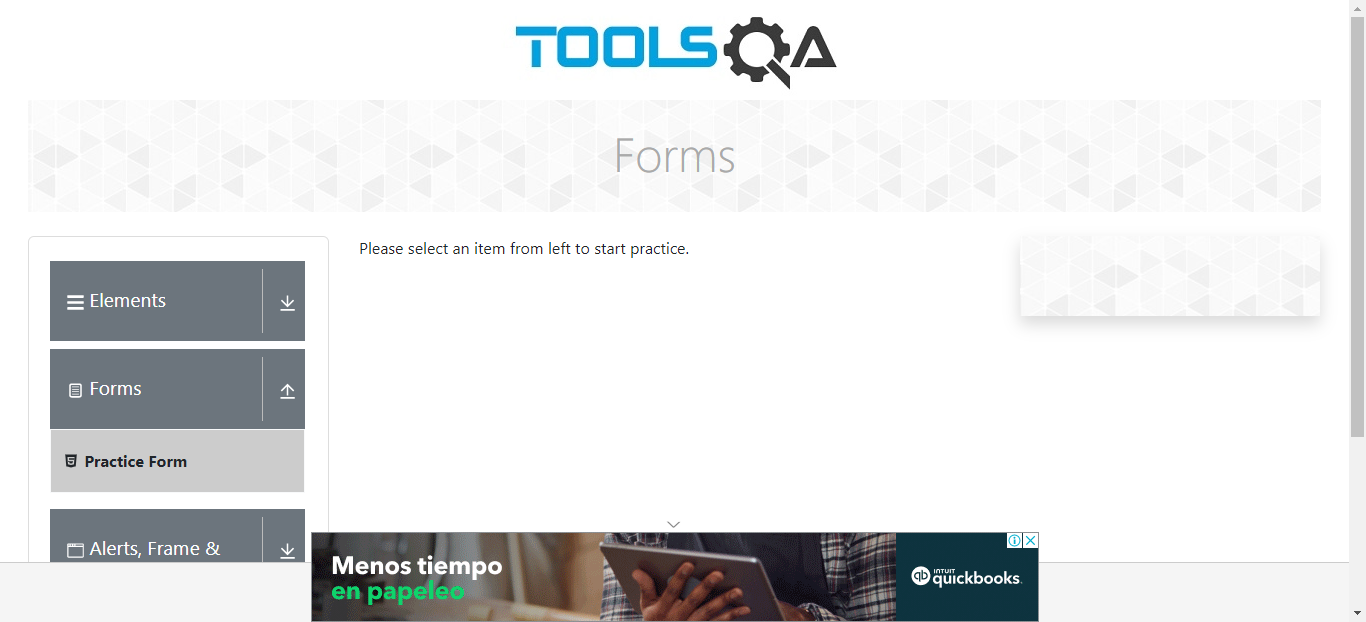 TOOLSQA
Forms
Elements
Please select an item from left to start practice.
Forms
Practice Form
Alerts, Frame &
Menos tiempo
en papeleo
qb INTUIT
quickbooks.